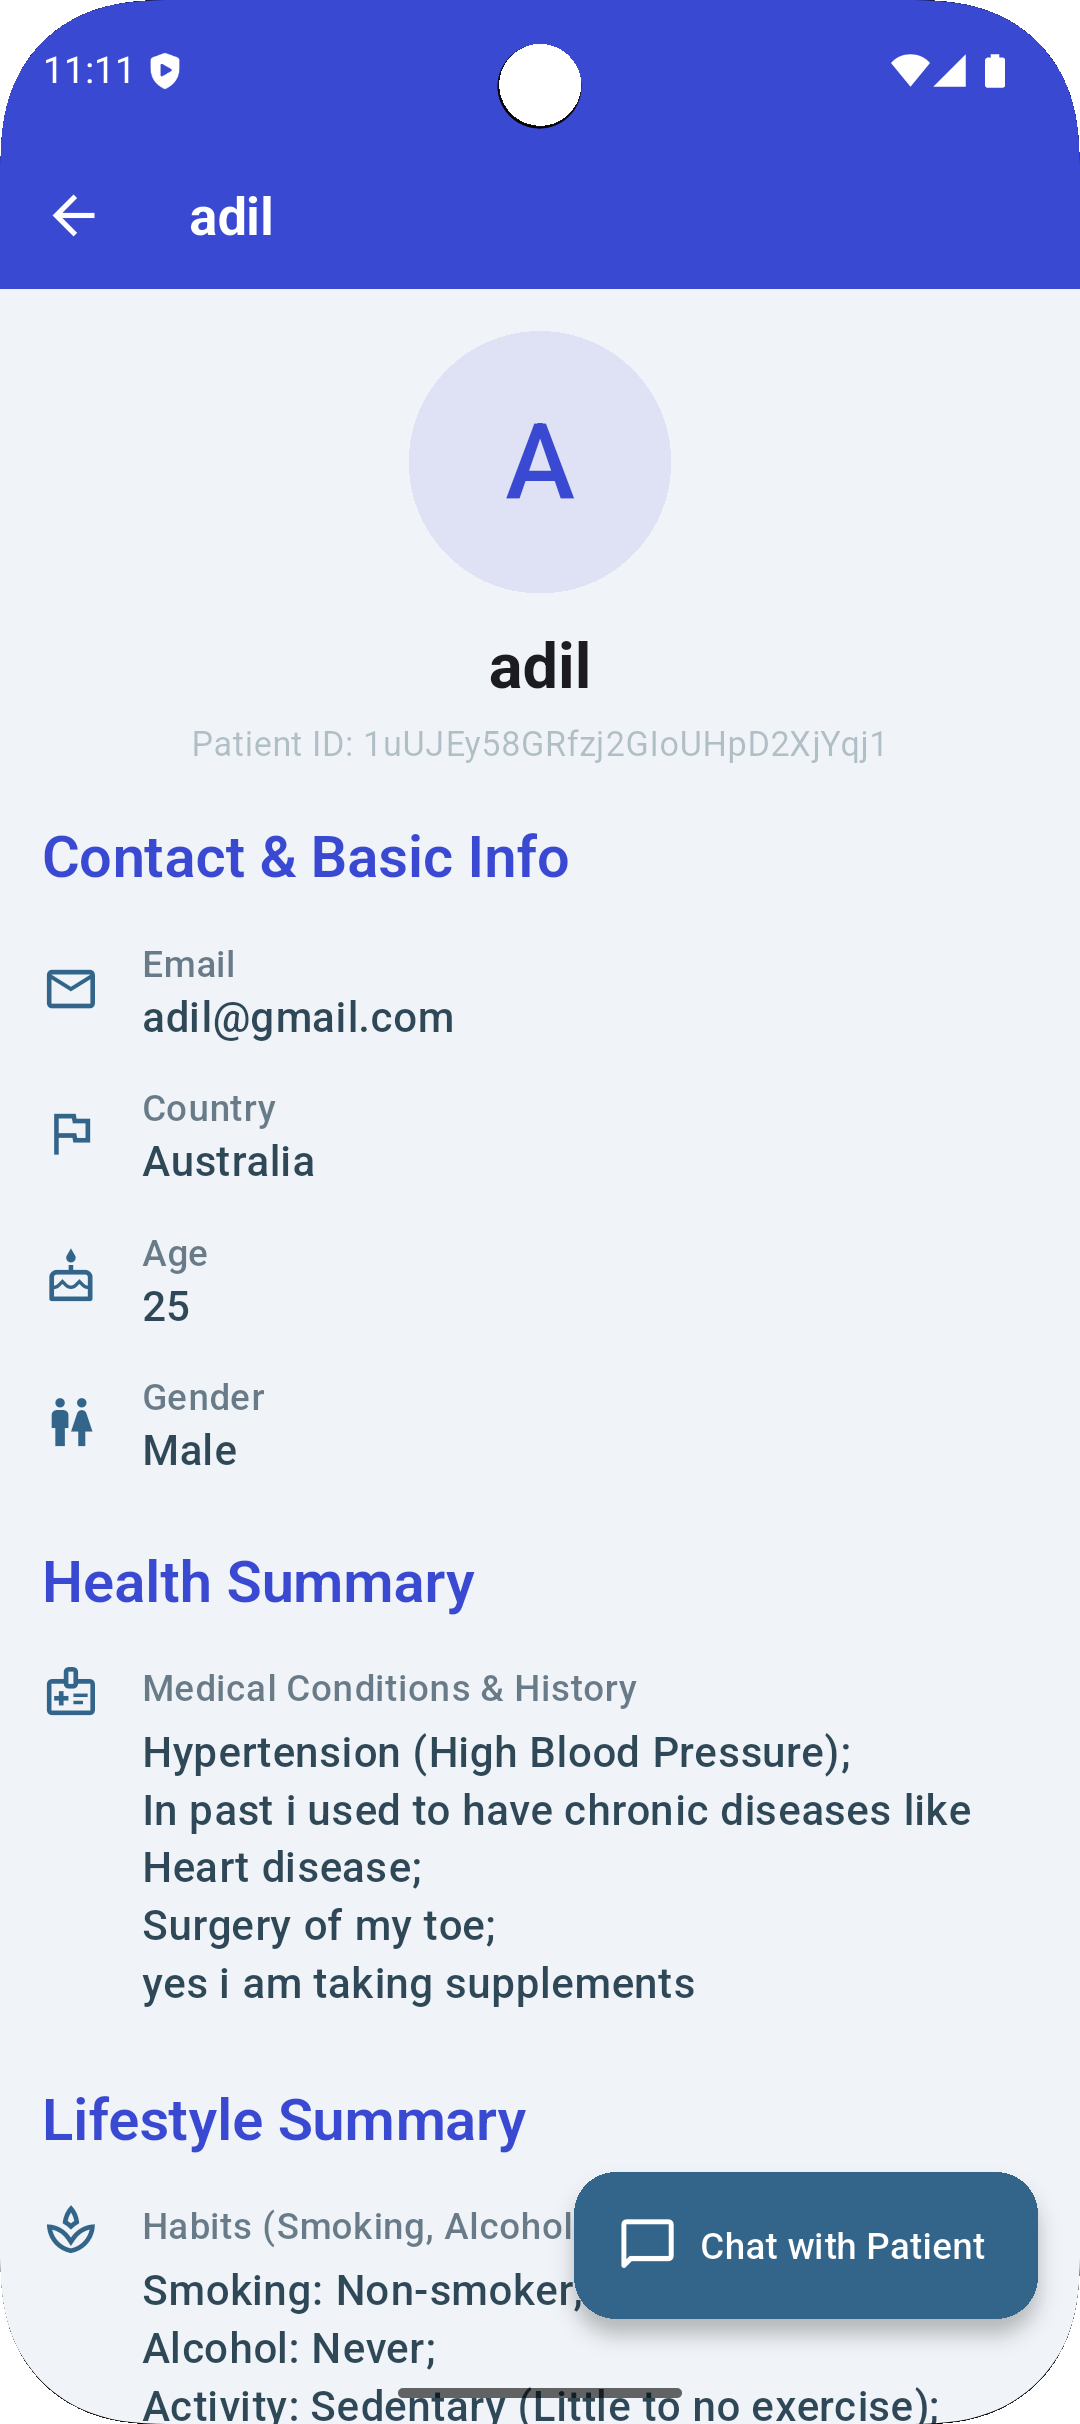 11:11
adil
A
adil
Patient ID: 1uUJEy58GRfzj2GIoUHpD2XjYqj1
Contact & Basic Info
Email
adil@gmail.com
Country
Australia
Age
25
Gender
Male
Health Summary
Medical Conditions & History
Hypertension (High Blood Pressure);
In past i used to have chronic diseases like
Heart disease;
Surgery of my toe;
yes i am taking supplements
Lifestyle Summary
Habits (Smoking, Alcohol
Chat with Patient
Smoking: Non-smoker;
Alcohol: Never;
Activity: Sedentary (Little to no exercise);